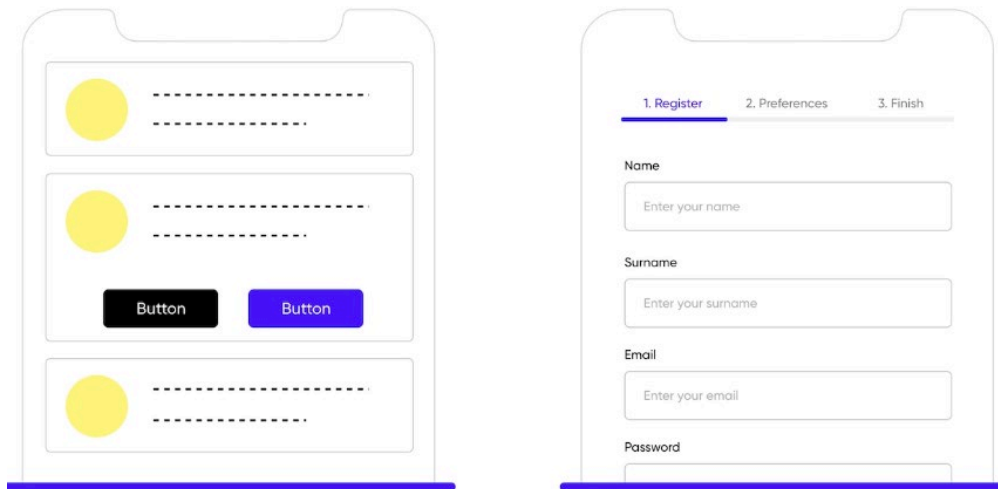 Button Button
1. Register 2. Preferences 3. Finish
Name
Enter your name
Surname
Enter your surname
Email
Enter your email
Password